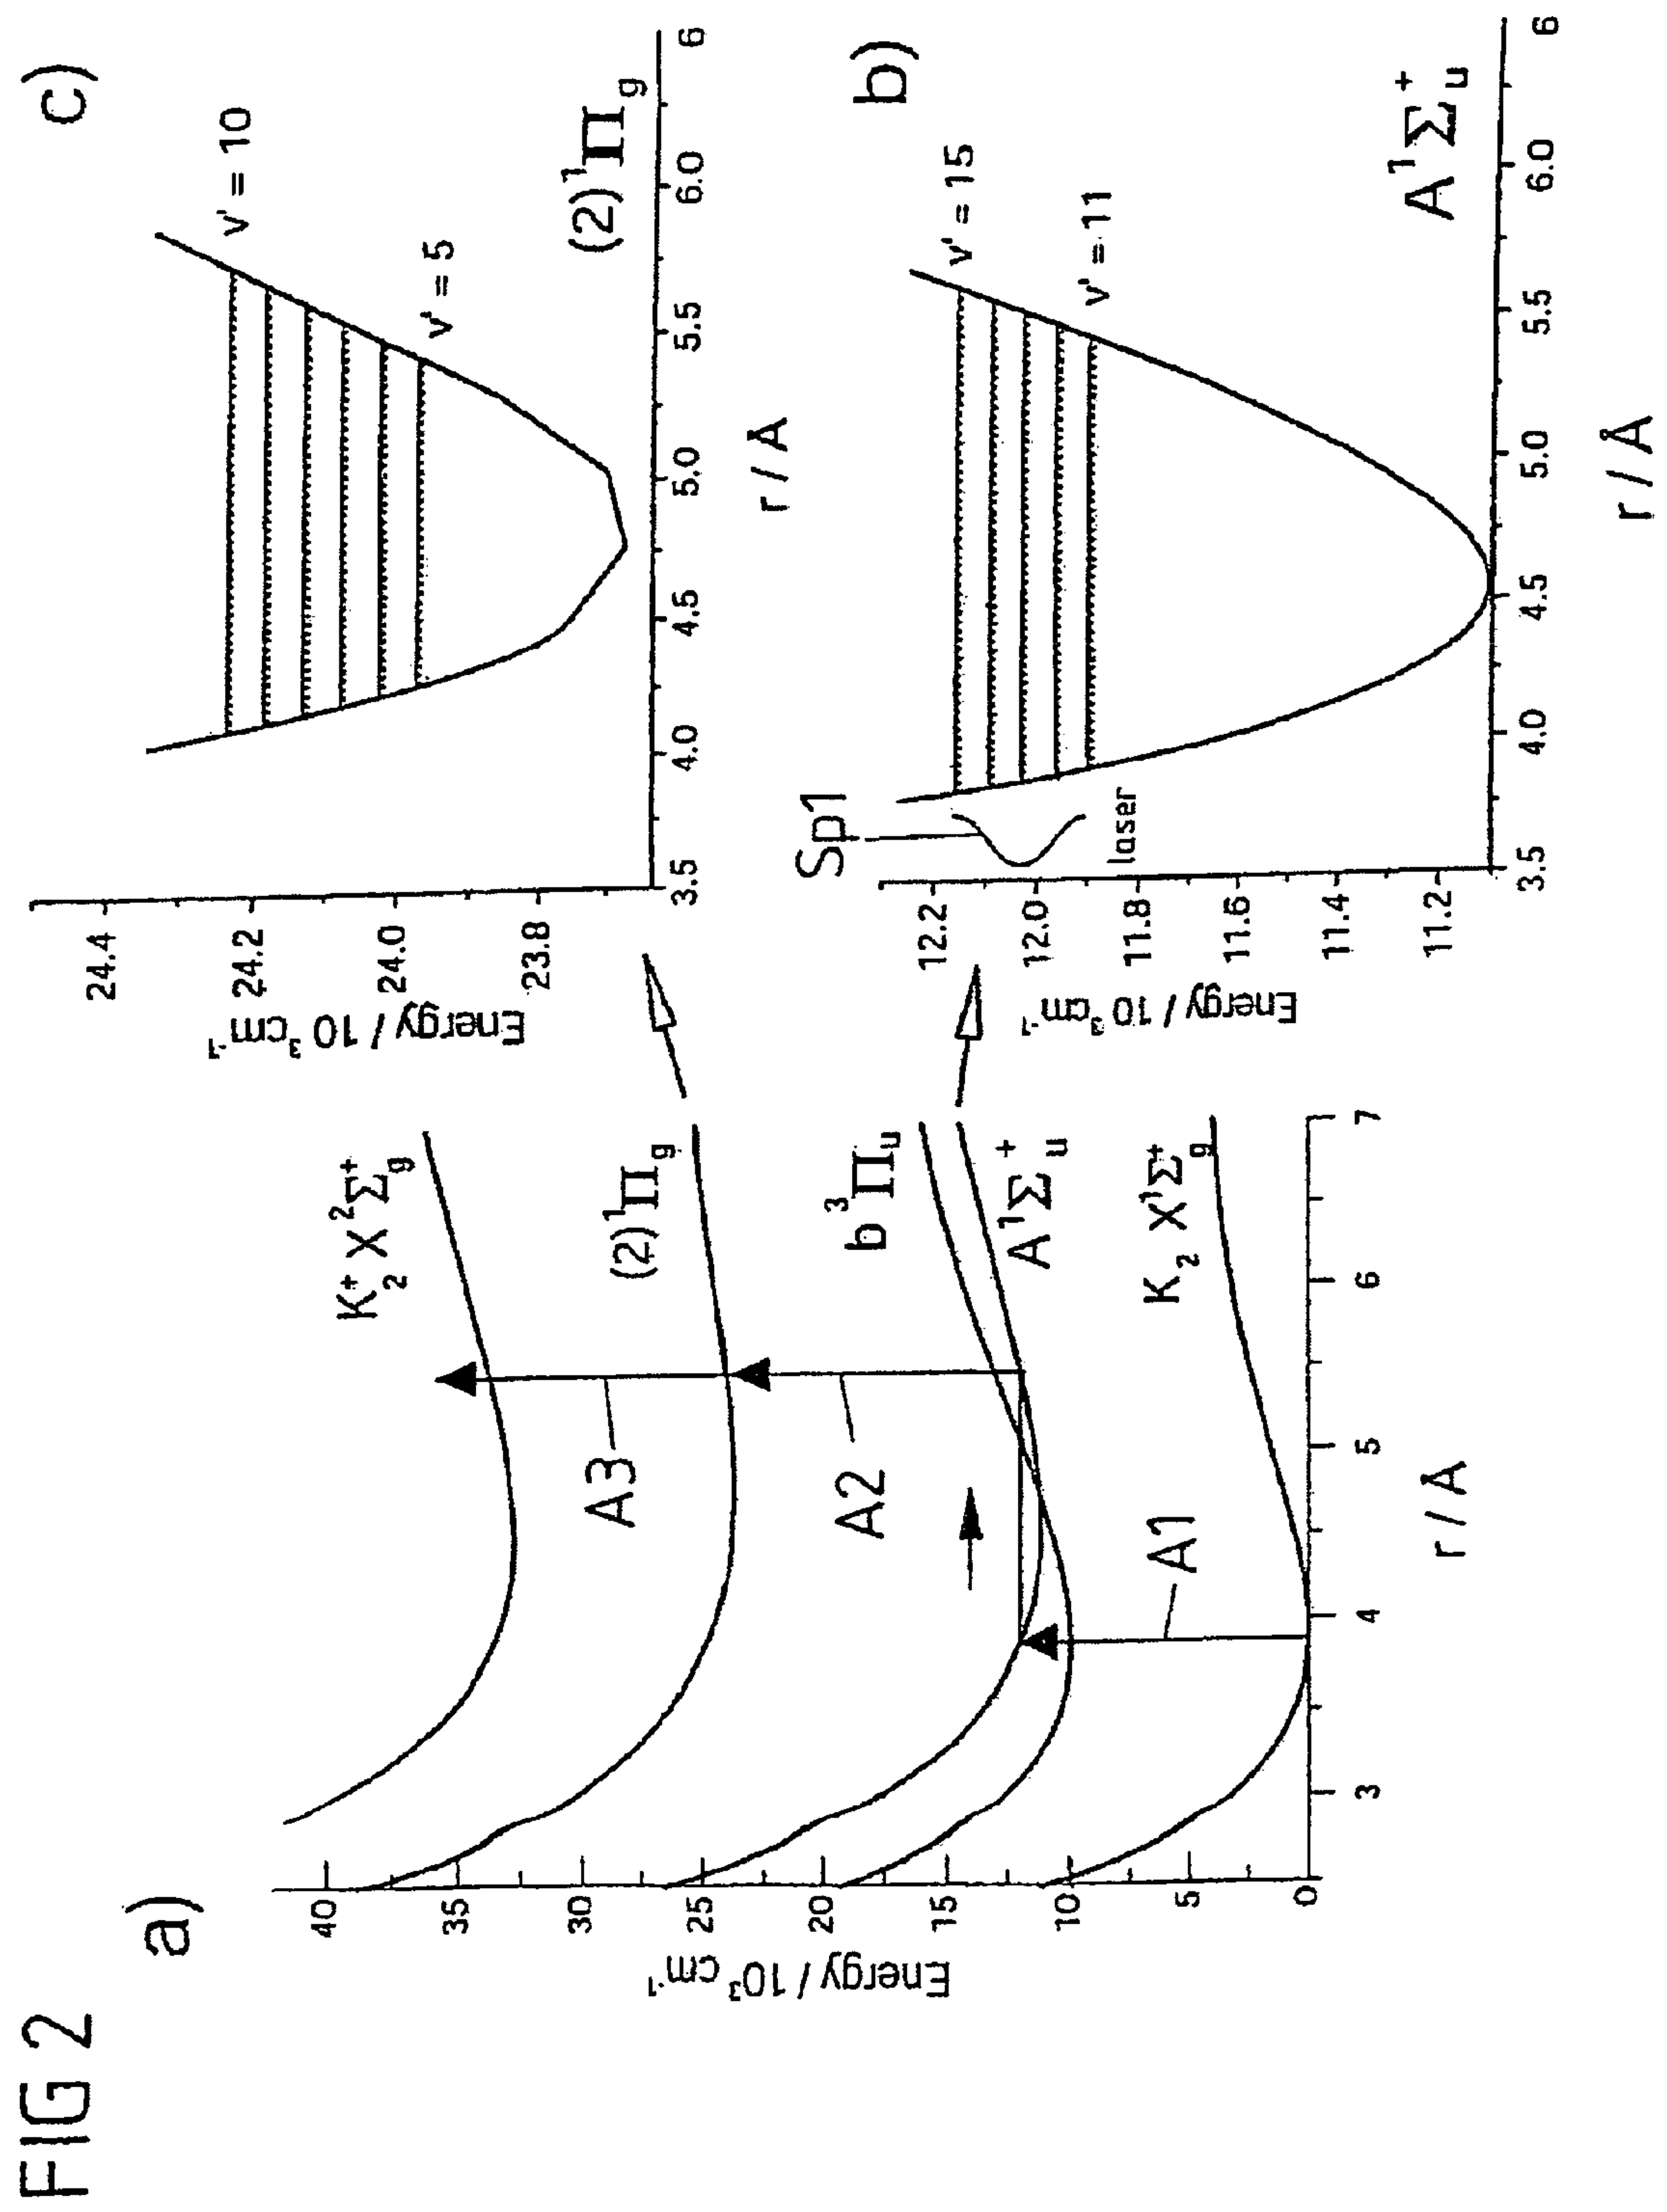 FIG 2
a)
Energy / 10³ cm⁻¹
40
35
30
25
20
15
10
5
0
3
4
5
6
7
r / Å
K₂⁺ X²Σg⁺
(2)¹Πg
b³Πu
A¹Σu⁺
K₂ X¹Σg⁺
A3
A2
A1
c)
Energy / 10³ cm⁻¹
24.4
24.2
24.0
23.8
3.5
4.0
4.5
5.0
5.5
6.0
6
r / Å
v' = 10
v' = 5
(2)¹Πg
b)
Energy / 10³ cm⁻¹
12.2
12.0
11.8
11.6
11.4
11.2
3.5
4.0
4.5
5.0
5.5
6.0
6
r / Å
Sp1
laser
v' = 15
v' = 11
A¹Σu⁺